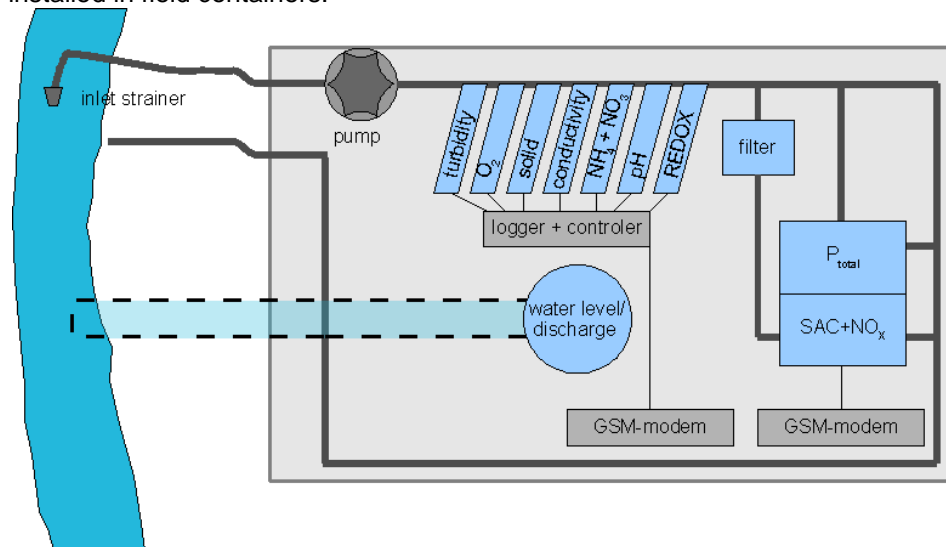 installed in field containers.
inlet strainer
pump
turbidity
O₂
solid
conductivity
NH₄ + NO₃
pH
REDOX
filter
logger + controler
P_total
water level/
discharge
SAC+NOₓ
GSM-modem
GSM-modem